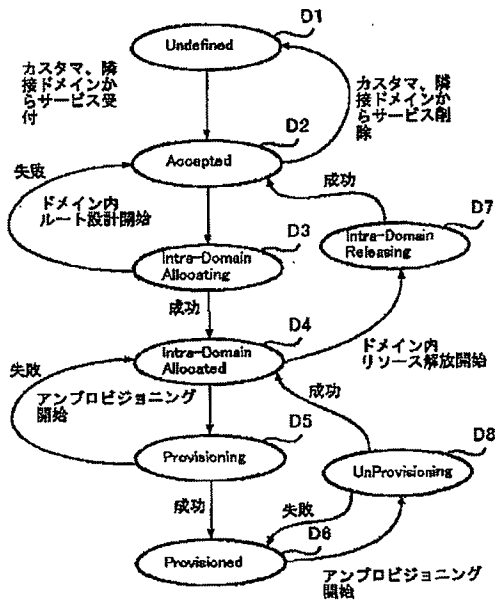 D1
Undefined
カスタマ、隣
接ドメインか
らサービス受
付
カスタマ、隣
接ドメインか
らサービス削
除
D2
Accepted
失敗
成功
ドメイン内
ルート設計開始
D7
D3
Intra-Domain
Releasing
Intra-Domain
Allocating
成功
D4
Intra-Domain
Allocated
ドメイン内
リソース解放開始
失敗
成功
アンプロビジョニング
開始
D5
D8
Provisioning
UnProvisioning
成功
失敗
D6
Provisioned
アンプロビジョニング
開始